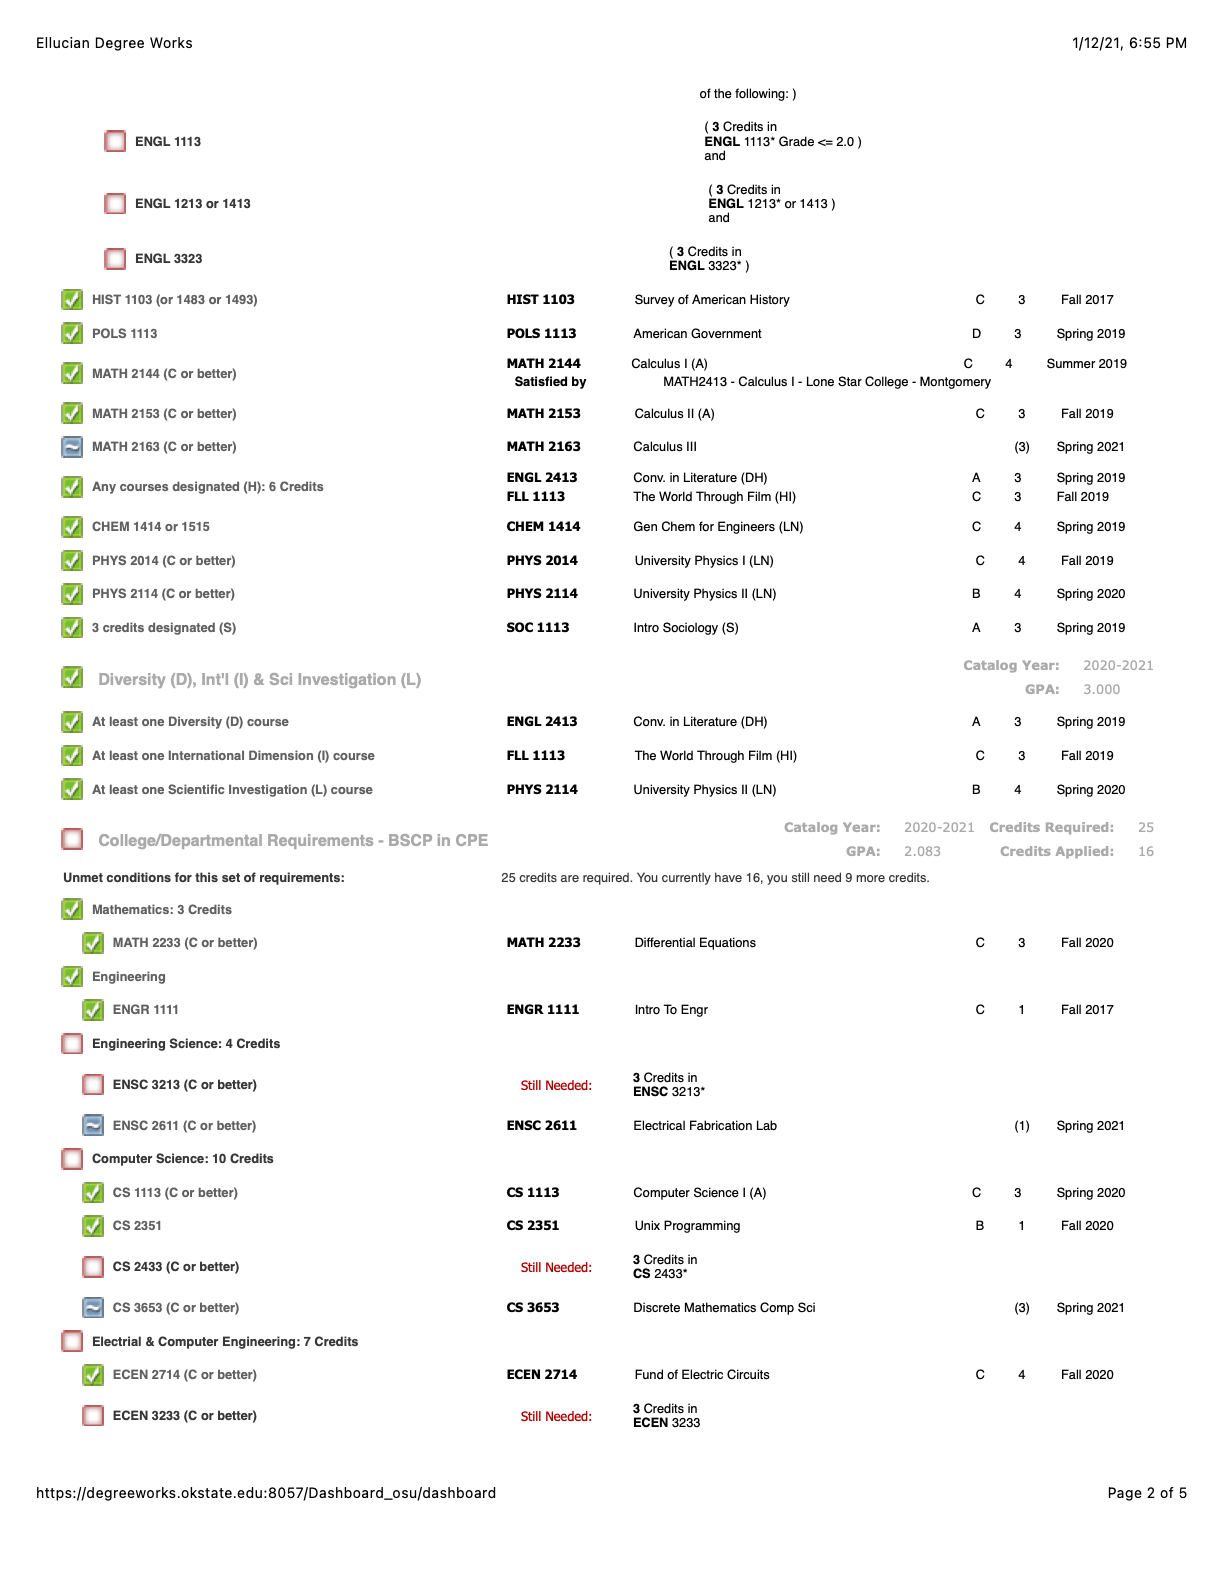 Ellucian Degree Works 1/12/21, 6:55 PM
of the following: )
( 3 Credits in
ENGL 1113 ENGL 1113* Grade <= 2.0 )
and
( 3 Credits in
ENGL 1213 or 1413 ENGL 1213* or 1413 )
and
( 3 Credits in
ENGL 3323 ENGL 3323* )
HIST 1103 (or 1483 or 1493) HIST 1103 Survey of American History C 3 Fall 2017
POLS 1113 POLS 1113 American Government D 3 Spring 2019
MATH 2144 (C or better) MATH 2144 Calculus I (A) C 4 Summer 2019
Satisfied by MATH2413 - Calculus I - Lone Star College - Montgomery
MATH 2153 (C or better) MATH 2153 Calculus II (A) C 3 Fall 2019
MATH 2163 (C or better) MATH 2163 Calculus III (3) Spring 2021
Any courses designated (H): 6 Credits ENGL 2413 Conv. in Literature (DH) A 3 Spring 2019
FLL 1113 The World Through Film (HI) C 3 Fall 2019
CHEM 1414 or 1515 CHEM 1414 Gen Chem for Engineers (LN) C 4 Spring 2019
PHYS 2014 (C or better) PHYS 2014 University Physics I (LN) C 4 Fall 2019
PHYS 2114 (C or better) PHYS 2114 University Physics II (LN) B 4 Spring 2020
3 credits designated (S) SOC 1113 Intro Sociology (S) A 3 Spring 2019
Diversity (D), Int'l (I) & Sci Investigation (L) Catalog Year: 2020-2021
GPA: 3.000
At least one Diversity (D) course ENGL 2413 Conv. in Literature (DH) A 3 Spring 2019
At least one International Dimension (I) course FLL 1113 The World Through Film (HI) C 3 Fall 2019
At least one Scientific Investigation (L) course PHYS 2114 University Physics II (LN) B 4 Spring 2020
College/Departmental Requirements - BSCP in CPE Catalog Year: 2020-2021 Credits Required: 25
GPA: 2.083 Credits Applied: 16
Unmet conditions for this set of requirements: 25 credits are required. You currently have 16, you still need 9 more credits.
Mathematics: 3 Credits
MATH 2233 (C or better) MATH 2233 Differential Equations C 3 Fall 2020
Engineering
ENGR 1111 ENGR 1111 Intro To Engr C 1 Fall 2017
Engineering Science: 4 Credits
ENSC 3213 (C or better) Still Needed: 3 Credits in
ENSC 3213*
ENSC 2611 (C or better) ENSC 2611 Electrical Fabrication Lab (1) Spring 2021
Computer Science: 10 Credits
CS 1113 (C or better) CS 1113 Computer Science I (A) C 3 Spring 2020
CS 2351 CS 2351 Unix Programming B 1 Fall 2020
CS 2433 (C or better) Still Needed: 3 Credits in
CS 2433*
CS 3653 (C or better) CS 3653 Discrete Mathematics Comp Sci (3) Spring 2021
Electrial & Computer Engineering: 7 Credits
ECEN 2714 (C or better) ECEN 2714 Fund of Electric Circuits C 4 Fall 2020
ECEN 3233 (C or better) Still Needed: 3 Credits in
ECEN 3233
https://degreeworks.okstate.edu:8057/Dashboard_osu/dashboard Page 2 of 5